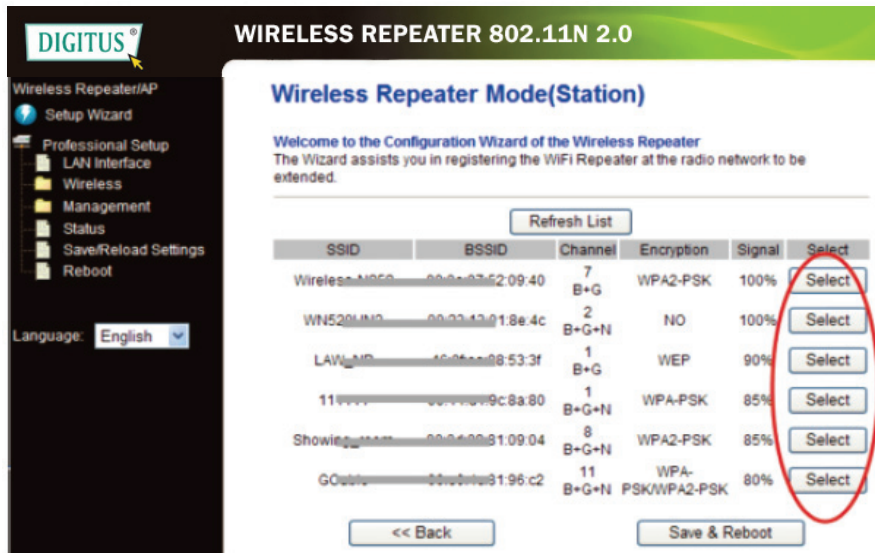 DIGITUS®
WIRELESS REPEATER 802.11N 2.0
Wireless Repeater/AP
Setup Wizard
Professional Setup
LAN Interface
Wireless
Management
Status
Save/Reload Settings
Reboot
Language: English
Wireless Repeater Mode(Station)
Welcome to the Configuration Wizard of the Wireless Repeater
The Wizard assists you in registering the WiFi Repeater at the radio network to be
extended.
Refresh List
SSID BSSID Channel Encryption Signal Select
Wireless 52:09:40 7 B+G WPA2-PSK 100% Select
1:8e:4c 2 B+G+N NO 100% Select
LAW 8:53:3f 1 B+G WEP 90% Select
11 9c:8a:80 1 B+G+N WPA-PSK 85% Select
31:09:04 8 B+G+N WPA2-PSK 85% Select
31:96:c2 11 B+G+N WPA-PSK/WPA2-PSK 80% Select
<< Back Save & Reboot